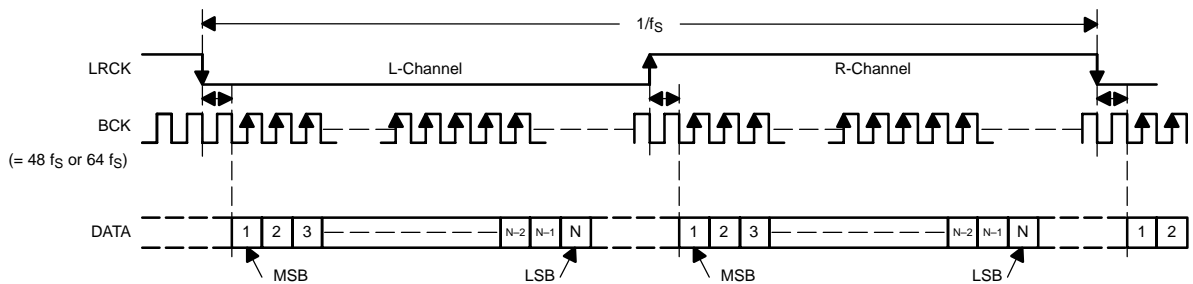 1/fS
LRCK
L-Channel
R-Channel
BCK
(= 48 fS or 64 fS)
DATA
1 2 3 N–2 N–1 N 1 2 3 N–2 N–1 N 1 2
MSB LSB MSB LSB